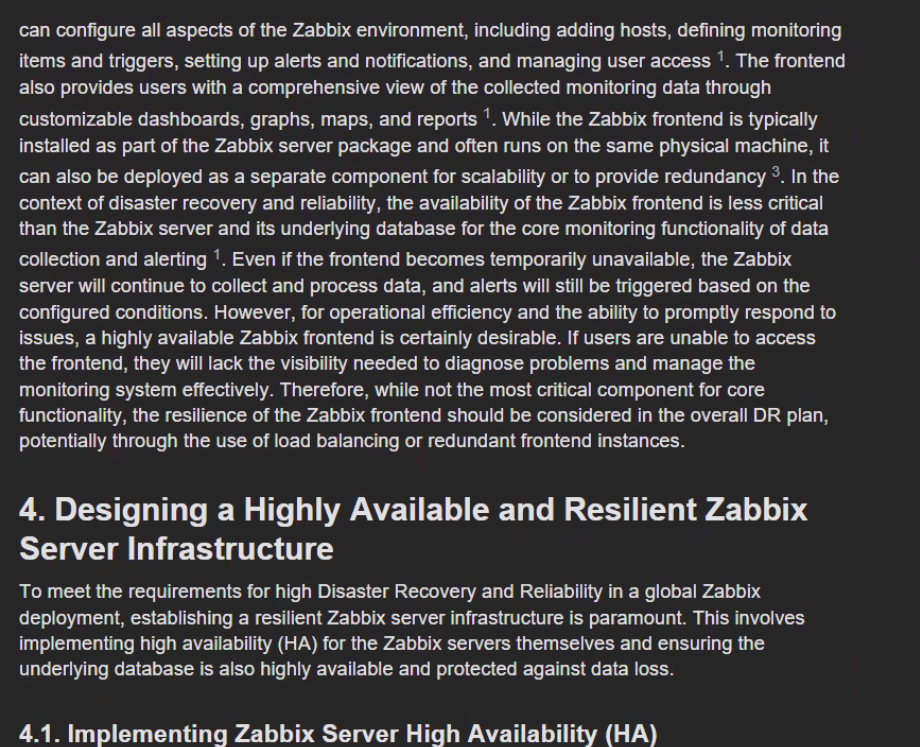 can configure all aspects of the Zabbix environment, including adding hosts, defining monitoring
items and triggers, setting up alerts and notifications, and managing user access 1. The frontend
also provides users with a comprehensive view of the collected monitoring data through
customizable dashboards, graphs, maps, and reports 1. While the Zabbix frontend is typically
installed as part of the Zabbix server package and often runs on the same physical machine, it
can also be deployed as a separate component for scalability or to provide redundancy 3. In the
context of disaster recovery and reliability, the availability of the Zabbix frontend is less critical
than the Zabbix server and its underlying database for the core monitoring functionality of data
collection and alerting 1. Even if the frontend becomes temporarily unavailable, the Zabbix
server will continue to collect and process data, and alerts will still be triggered based on the
configured conditions. However, for operational efficiency and the ability to promptly respond to
issues, a highly available Zabbix frontend is certainly desirable. If users are unable to access
the frontend, they will lack the visibility needed to diagnose problems and manage the
monitoring system effectively. Therefore, while not the most critical component for core
functionality, the resilience of the Zabbix frontend should be considered in the overall DR plan,
potentially through the use of load balancing or redundant frontend instances.
4. Designing a Highly Available and Resilient Zabbix
Server Infrastructure
To meet the requirements for high Disaster Recovery and Reliability in a global Zabbix
deployment, establishing a resilient Zabbix server infrastructure is paramount. This involves
implementing high availability (HA) for the Zabbix servers themselves and ensuring the
underlying database is also highly available and protected against data loss.
4.1. Implementing Zabbix Server High Availability (HA)